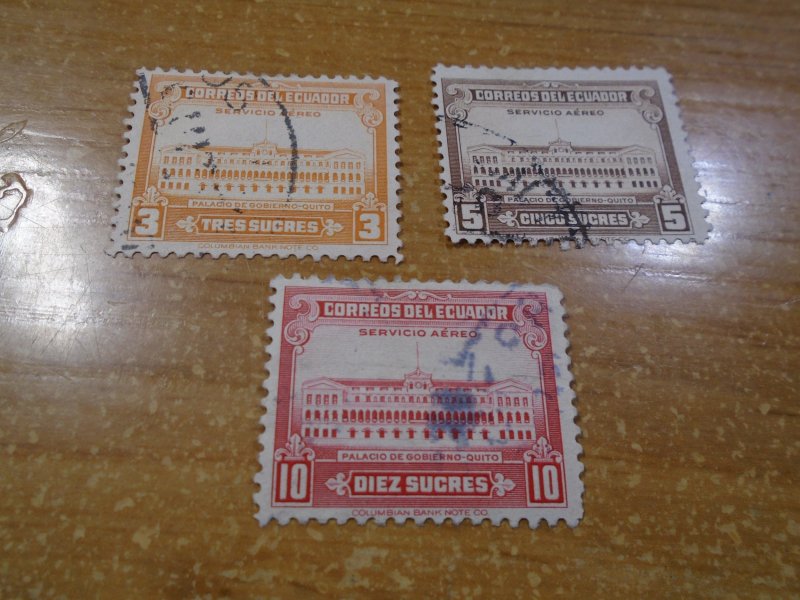 CORREOS DEL ECUADOR
SERVICIO AÉREO
PALACIO DE GOBIERNO-QUITO
3 TRES SUCRES 3
COLUMBIAN BANK NOTE CO.
CORREOS DEL ECUADOR
SERVICIO AÉREO
PALACIO DE GOBIERNO-QUITO
5 CINCO SUCRES 5
CORREOS DEL ECUADOR
SERVICIO AÉREO
PALACIO DE GOBIERNO-QUITO
10 DIEZ SUCRES 10
COLUMBIAN BANK NOTE CO.